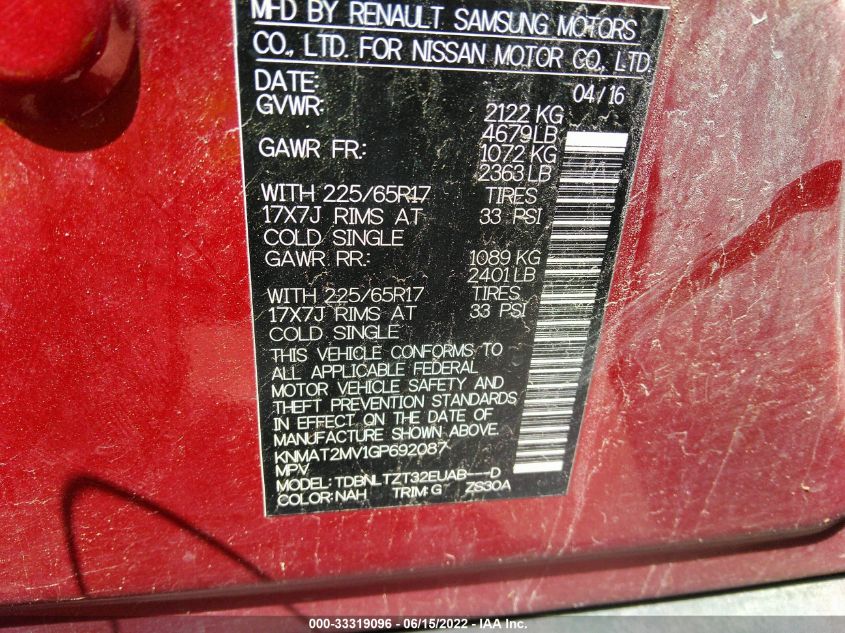 MFD BY RENAULT SAMSUNG MOTORS
CO., LTD. FOR NISSAN MOTOR CO., LTD
DATE: 04/16
GVWR: 2122 KG
4679LB
GAWR FR.: 1072 KG
2363 LB
WITH 225/65R17 TIRES
17X7J RIMS AT 33 PSI
COLD SINGLE
GAWR RR.: 1089 KG
2401 LB
WITH 225/65R17 TIRES
17X7J RIMS AT 33 PSI
COLD SINGLE
THIS VEHICLE CONFORMS TO
ALL APPLICABLE FEDERAL
MOTOR VEHICLE SAFETY AND
THEFT PREVENTION STANDARDS
IN EFFECT ON THE DATE OF
MANUFACTURE SHOWN ABOVE.
KNMAT2MV1GP692087
MPV
MODEL: TDBNLTZT32EUAB---D
COLOR: NAH TRIM: G ZS30A
000-33319096 - 06/15/2022 - IAA Inc.